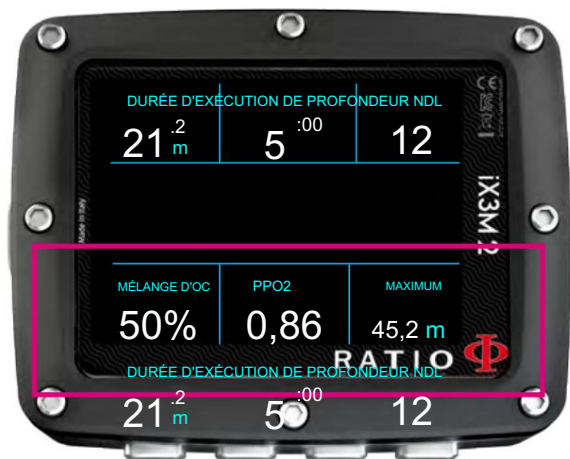 DURÉE D'EXÉCUTION DE PROFONDEUR NDL
21.2 m 5:00 12
iX3M 2
Made in Italy
MÉLANGE D'OC PPO2 MAXIMUM
50% 0,86 45,2 m
RATIO
DURÉE D'EXÉCUTION DE PROFONDEUR NDL
21.2 m 5:00 12